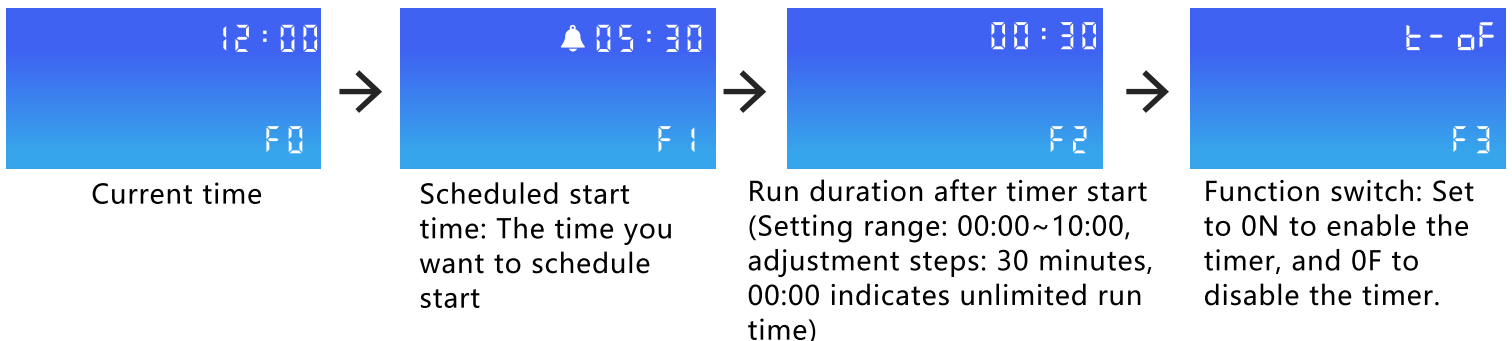 12:00
F0
Current time
05:30
F1
Scheduled start
time: The time you
want to schedule
start
00:30
F2
Run duration after timer start
(Setting range: 00:00~10:00,
adjustment steps: 30 minutes,
00:00 indicates unlimited run
time)
t-oF
F3
Function switch: Set
to 0N to enable the
timer, and 0F to
disable the timer.